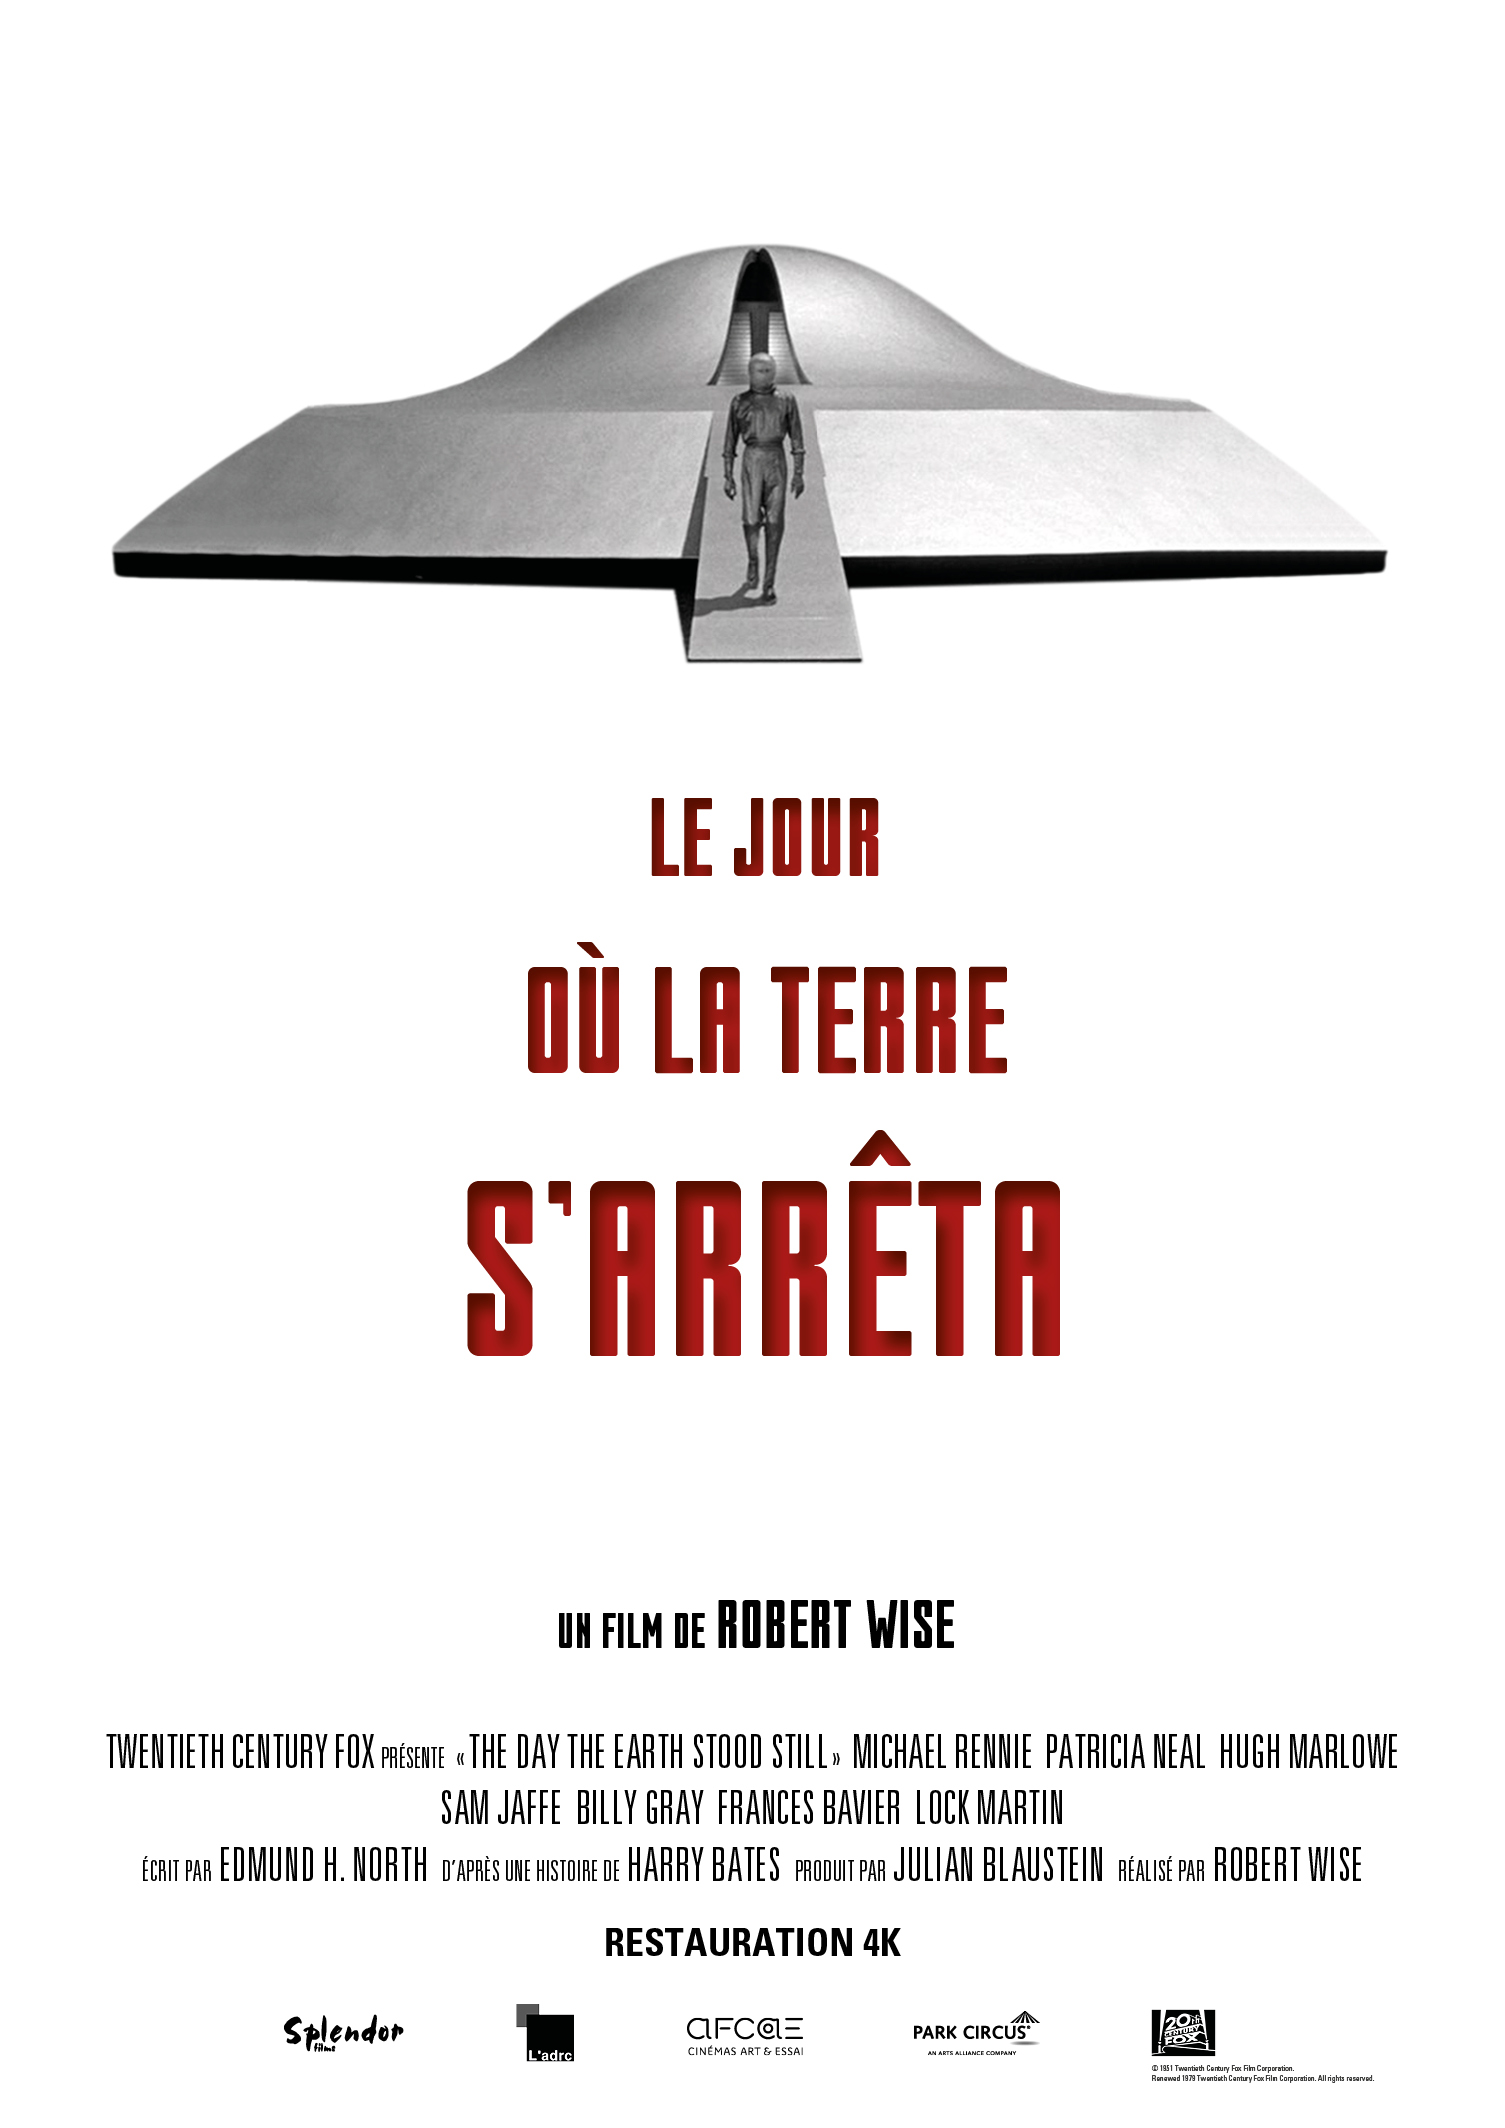 LE JOUR
OÙ LA TERRE
S'ARRÊTA
UN FILM DE ROBERT WISE
TWENTIETH CENTURY FOX PRÉSENTE «THE DAY THE EARTH STOOD STILL» MICHAEL RENNIE PATRICIA NEAL HUGH MARLOWE
SAM JAFFE BILLY GRAY FRANCES BAVIER LOCK MARTIN
ÉCRIT PAR EDMUND H. NORTH D'APRÈS UNE HISTOIRE DE HARRY BATES PRODUIT PAR JULIAN BLAUSTEIN RÉALISÉ PAR ROBERT WISE
RESTAURATION 4K
Splendor
films
L'adrc
afcae
CINÉMAS ART & ESSAI
PARK CIRCUS®
AN ARTS ALLIANCE COMPANY
20th
CENTURY
FOX
© 1951 Twentieth Century Fox Film Corporation.
Renewed 1979 Twentieth Century Fox Film Corporation. All rights reserved.